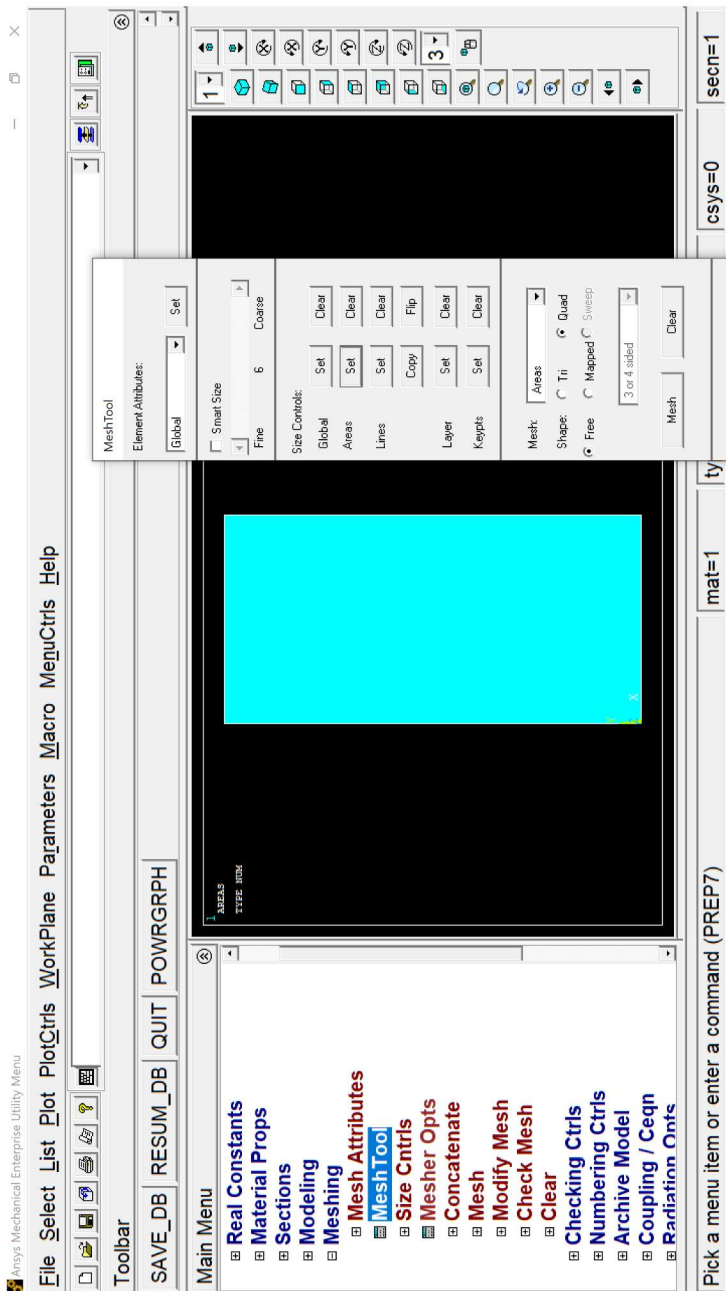 Ansys Mechanical Enterprise Utility Menu
File Select List Plot PlotCtrls WorkPlane Parameters Macro MenuCtrls Help
Toolbar
SAVE_DB RESUM_DB QUIT POWRGRPH
Main Menu
Real Constants
Material Props
Sections
Modeling
Meshing
Mesh Attributes
MeshTool
Size Cntrls
Mesher Opts
Concatenate
Mesh
Modify Mesh
Check Mesh
Clear
Checking Ctrls
Numbering Ctrls
Archive Model
Coupling / Ceqn
Radiation Opts
1
AREAS
TYPE NUM
Y
X
MeshTool
Element Attributes:
Global Set
Smart Size
Fine 6 Coarse
Size Controls:
Global Set Clear
Areas Set Clear
Lines Set Clear
Copy Flip
Layer Set Clear
Keypts Set Clear
Mesh: Areas
Shape: Tri Quad
Free Mapped Sweep
3 or 4 sided
Mesh Clear
1
3
Pick a menu item or enter a command (PREP7) mat=1 ty csys=0 secn=1